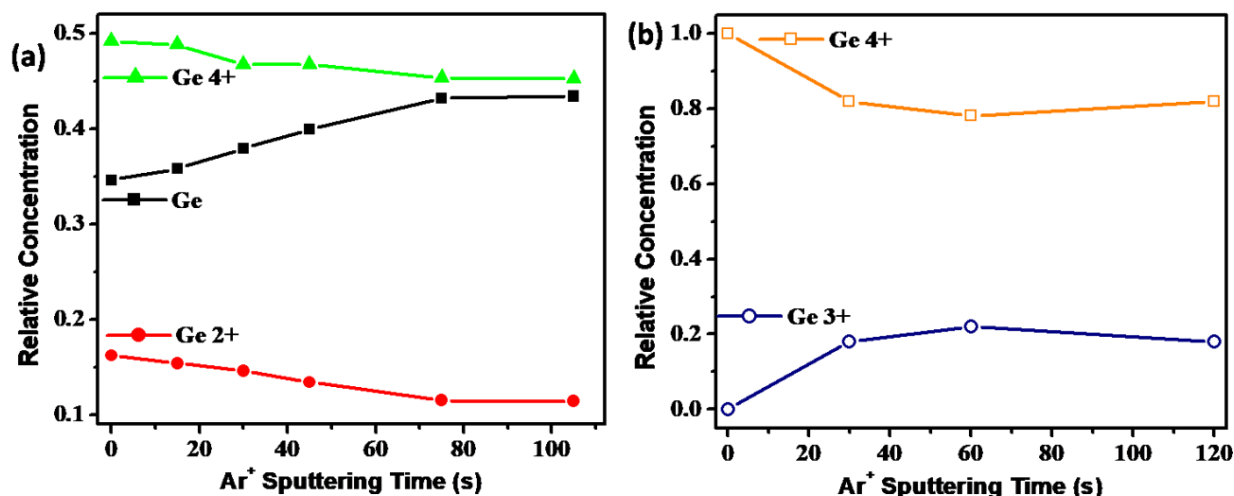 (a)
Relative Concentration
0.5
0.4
0.3
0.2
0.1
Ge 4+
Ge
Ge 2+
0 20 40 60 80 100
Ar⁺ Sputtering Time (s)
(b)
Relative Concentration
1.0
0.8
0.6
0.4
0.2
0.0
Ge 4+
Ge 3+
0 20 40 60 80 100 120
Ar⁺ Sputtering Time (s)